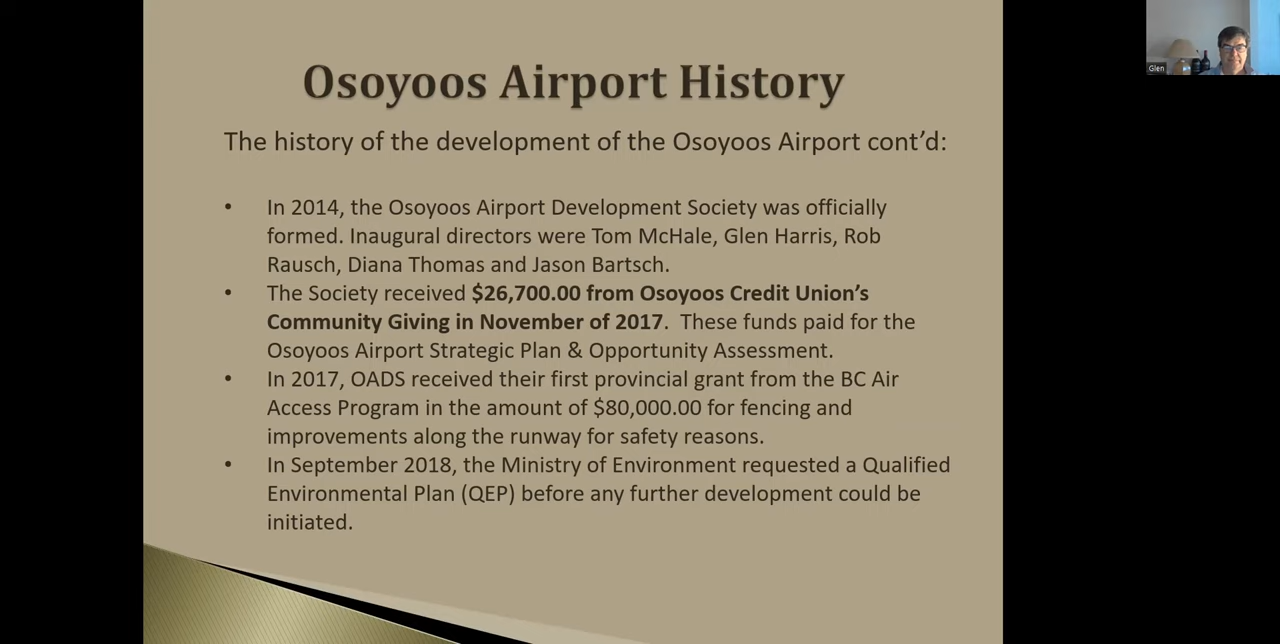 Osoyoos Airport History
Glen
The history of the development of the Osoyoos Airport cont’d:
• In 2014, the Osoyoos Airport Development Society was officially
formed. Inaugural directors were Tom McHale, Glen Harris, Rob
Rausch, Diana Thomas and Jason Bartsch.
• The Society received $26,700.00 from Osoyoos Credit Union’s
Community Giving in November of 2017. These funds paid for the
Osoyoos Airport Strategic Plan & Opportunity Assessment.
• In 2017, OADS received their first provincial grant from the BC Air
Access Program in the amount of $80,000.00 for fencing and
improvements along the runway for safety reasons.
• In September 2018, the Ministry of Environment requested a Qualified
Environmental Plan (QEP) before any further development could be
initiated.